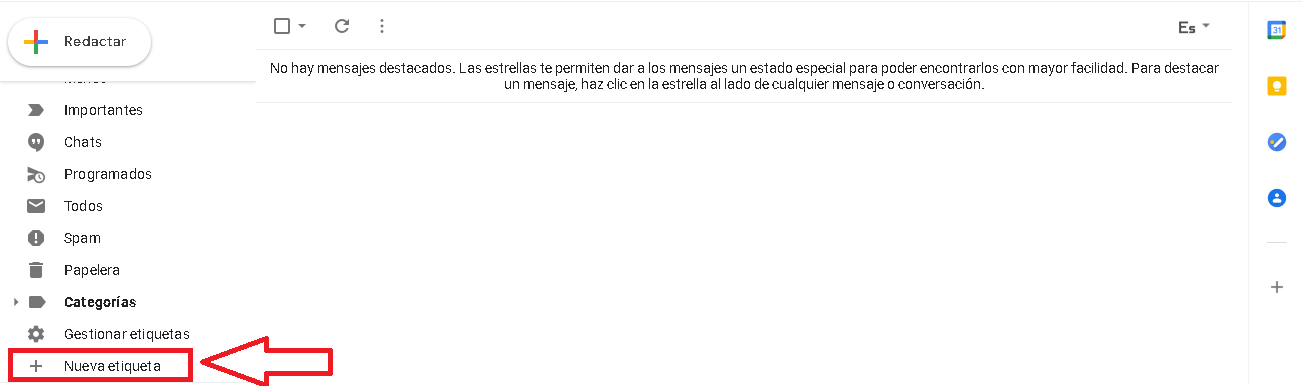 Redactar
Es
No hay mensajes destacados. Las estrellas te permiten dar a los mensajes un estado especial para poder encontrarlos con mayor facilidad. Para destacar
un mensaje, haz clic en la estrella al lado de cualquier mensaje o conversación.
Importantes
Chats
Programados
Todos
Spam
Papelera
Categorías
Gestionar etiquetas
Nueva etiqueta
31